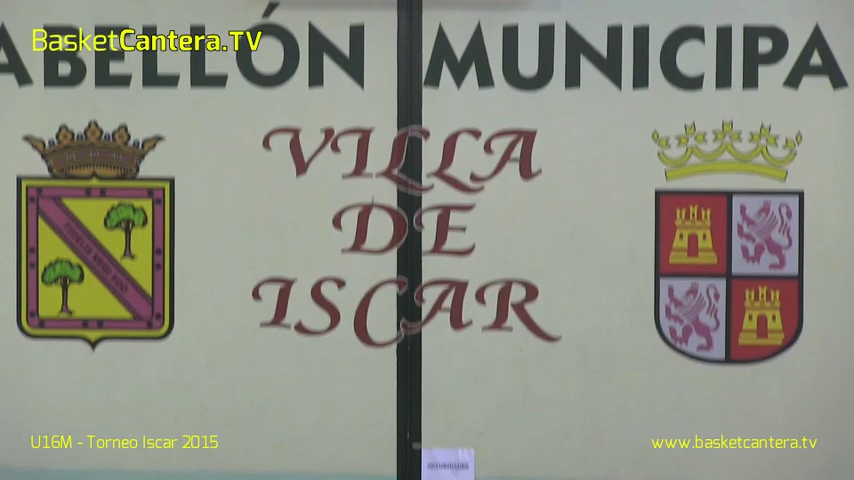 BasketCantera.TV
ABELLÓN MUNICIPA
VILLA
DE
ISCAR
U16M - Torneo Iscar 2015
www.basketcantera.tv